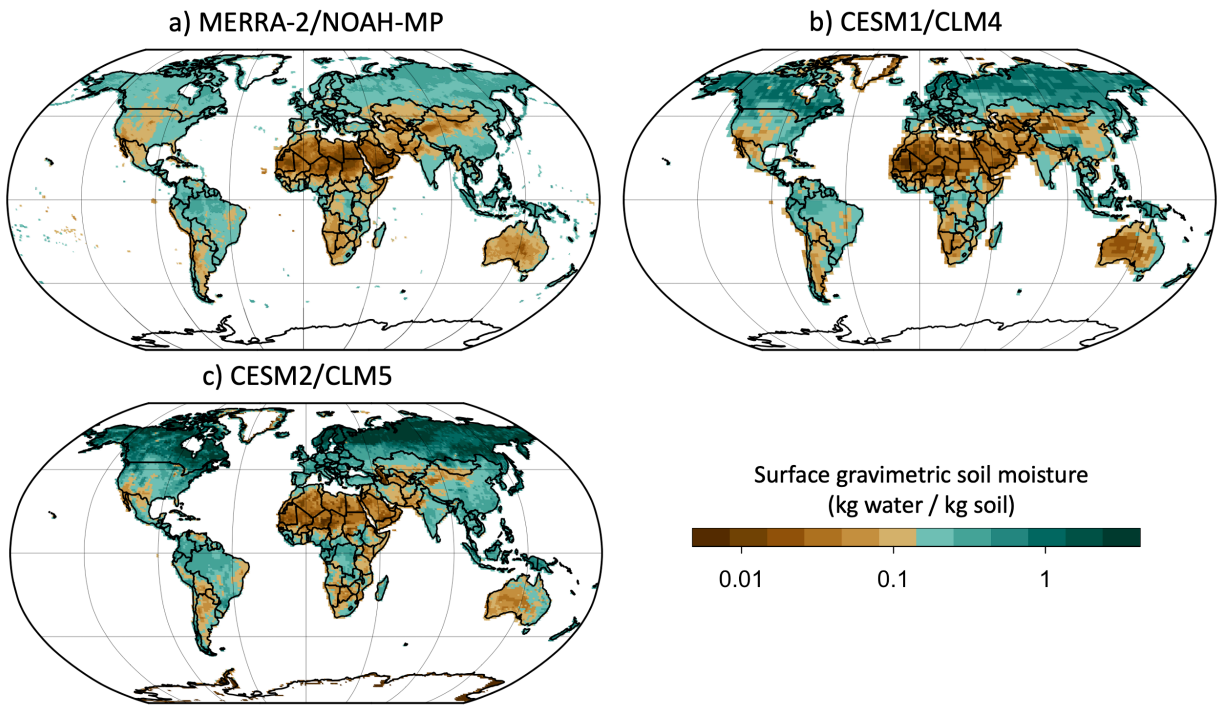 a) MERRA-2/NOAH-MP
b) CESM1/CLM4
c) CESM2/CLM5
Surface gravimetric soil moisture
(kg water / kg soil)
0.01 0.1 1